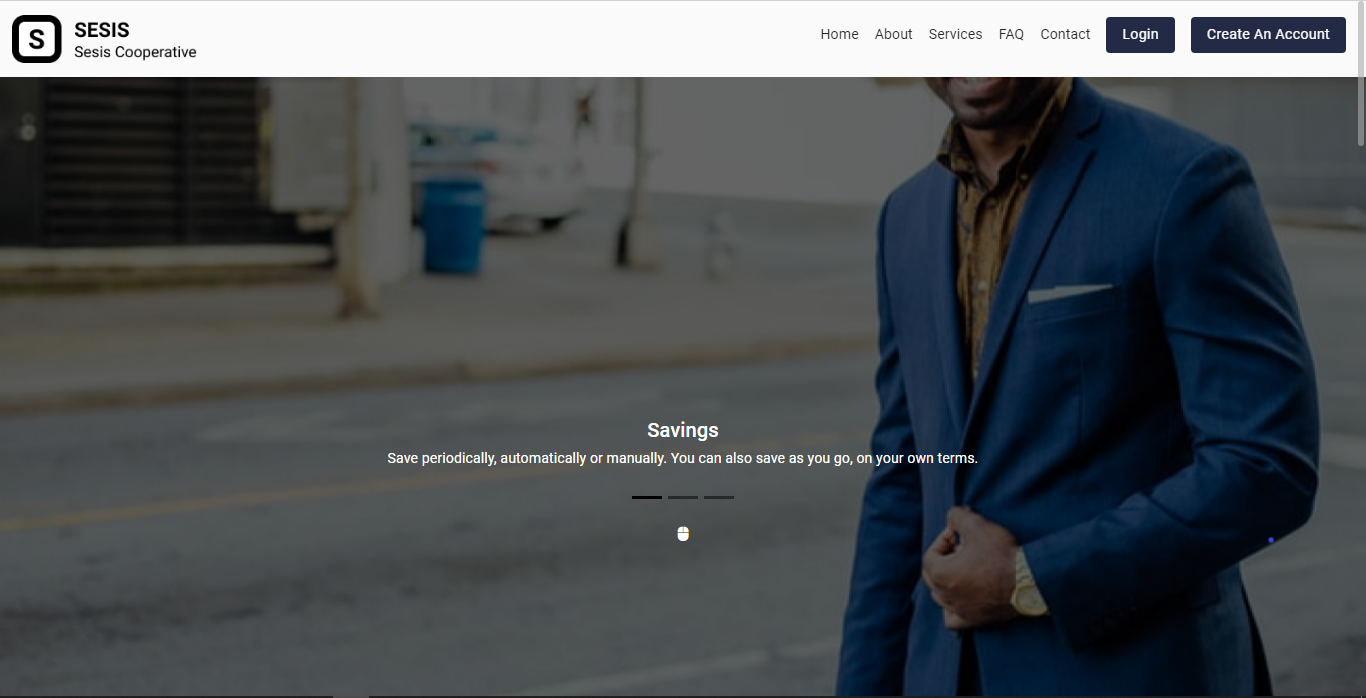 S
SESIS
Sesis Cooperative
Home About Services FAQ Contact Login Create An Account
Savings
Save periodically, automatically or manually. You can also save as you go, on your own terms.